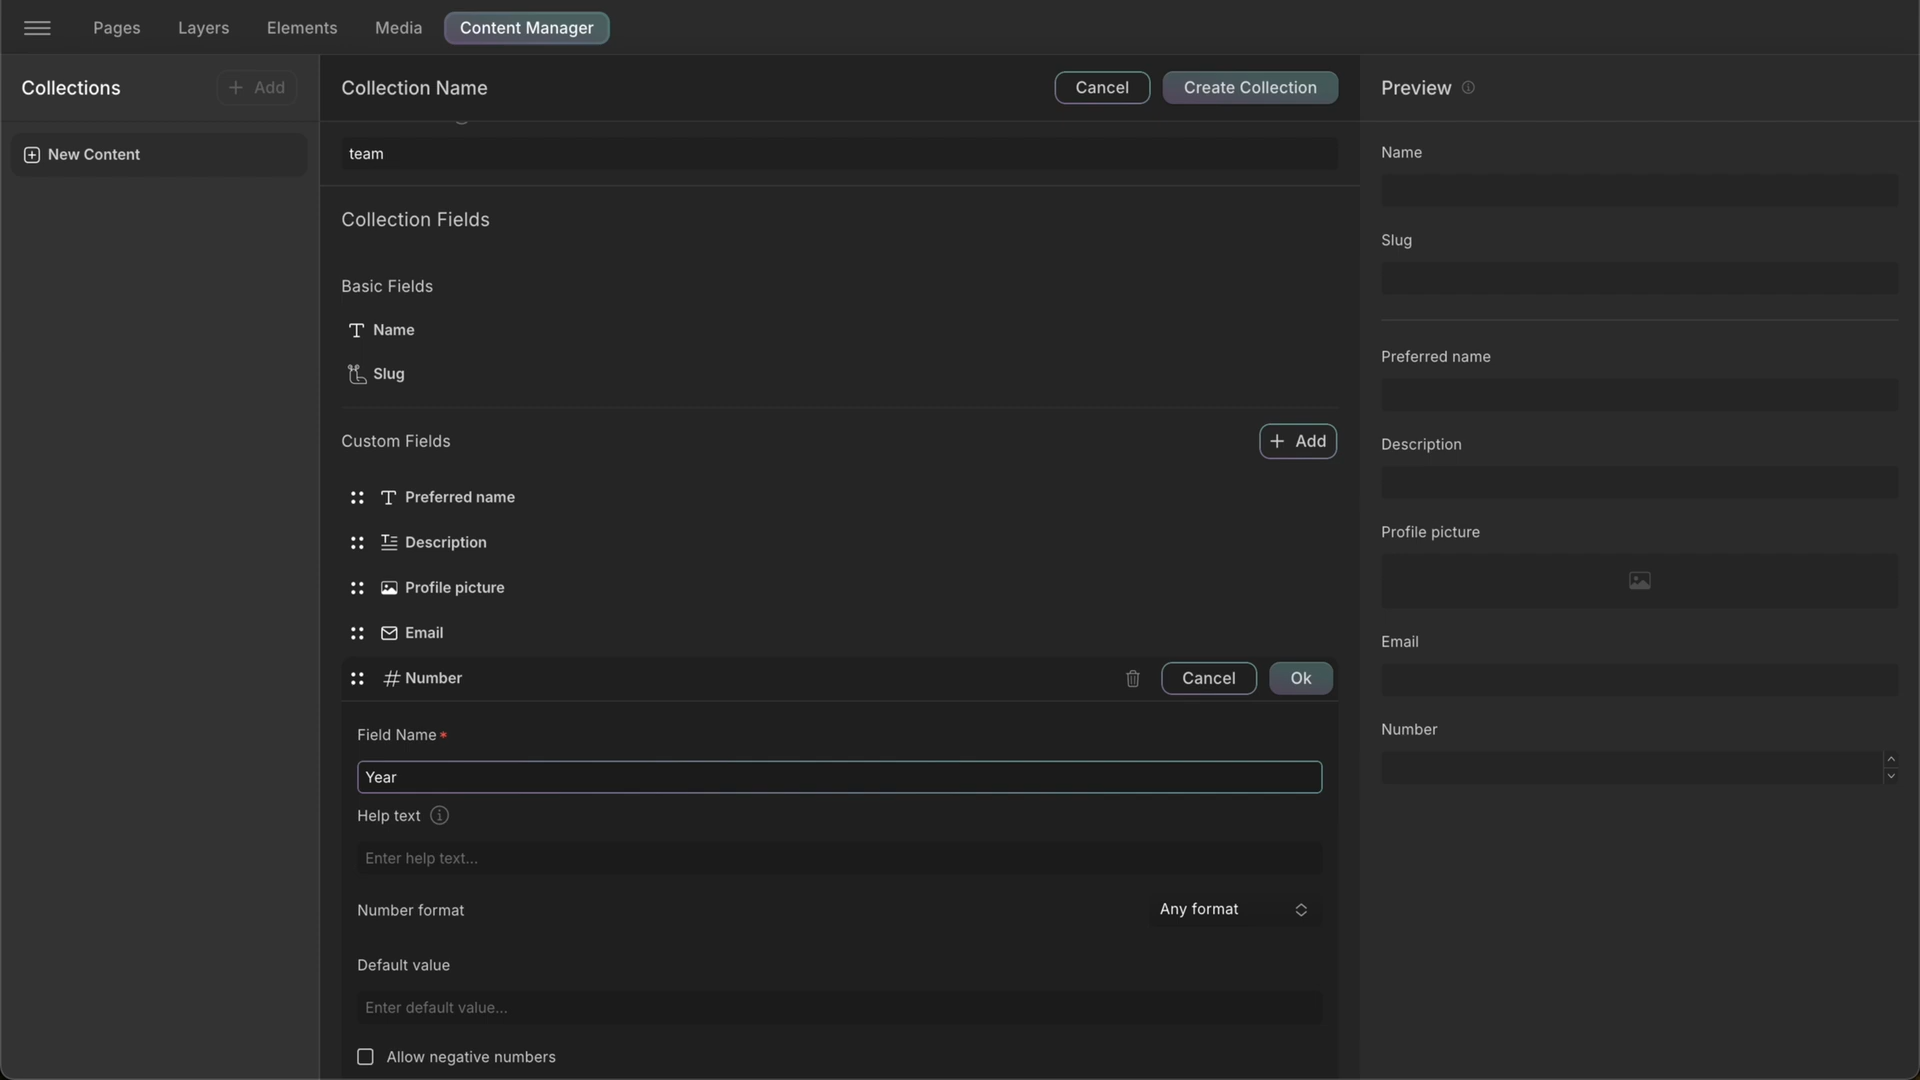 Pages
Layers
Elements
Media
Content Manager
Collections
+ Add
New Content
Collection Name
Cancel
Create Collection
team
Collection Fields
Basic Fields
Name
Slug
Custom Fields
+ Add
Preferred name
Description
Profile picture
Email
Number
Cancel
Ok
Field Name*
Year
Help text
Enter help text...
Number format
Any format
Default value
Enter default value...
Allow negative numbers
Preview
Name
Slug
Preferred name
Description
Profile picture
Email
Number